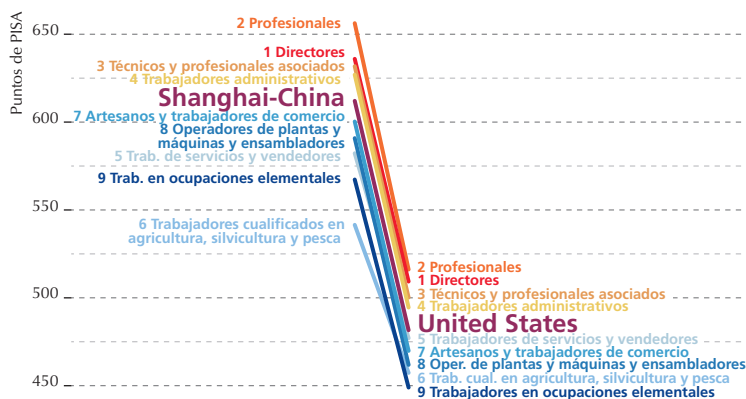 Puntos de PISA
650
600
550
500
450
2 Profesionales
1 Directores
3 Técnicos y profesionales asociados
4 Trabajadores administrativos
Shanghai-China
7 Artesanos y trabajadores de comercio
8 Operadores de plantas y
máquinas y ensambladores
5 Trab. de servicios y vendedores
9 Trab. en ocupaciones elementales
6 Trabajadores cualificados en
agricultura, silvicultura y pesca
2 Profesionales
1 Directores
3 Técnicos y profesionales asociados
4 Trabajadores administrativos
United States
5 Trabajadores de servicios y vendedores
7 Artesanos y trabajadores de comercio
8 Oper. de plantas y máquinas y ensambladores
6 Trab. cual. en agricultura, silvicultura y pesca
9 Trabajadores en ocupaciones elementales